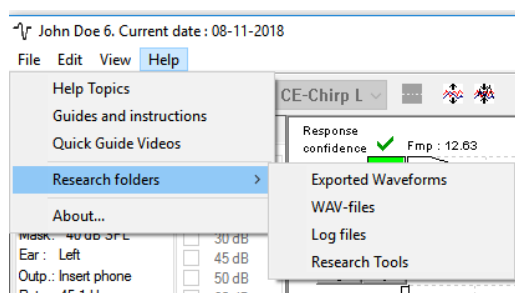 John Doe 6. Current date : 08-11-2018
File Edit View Help
Help Topics
Guides and instructions
Quick Guide Videos
Research folders
About...
CE-Chirp L
Response
confidence
Fmp : 12.63
Exported Waveforms
WAV-files
Log files
Research Tools
Mask: 40 dB SPL
30 dB
Ear : Left
45 dB
Outp.: Insert phone
50 dB